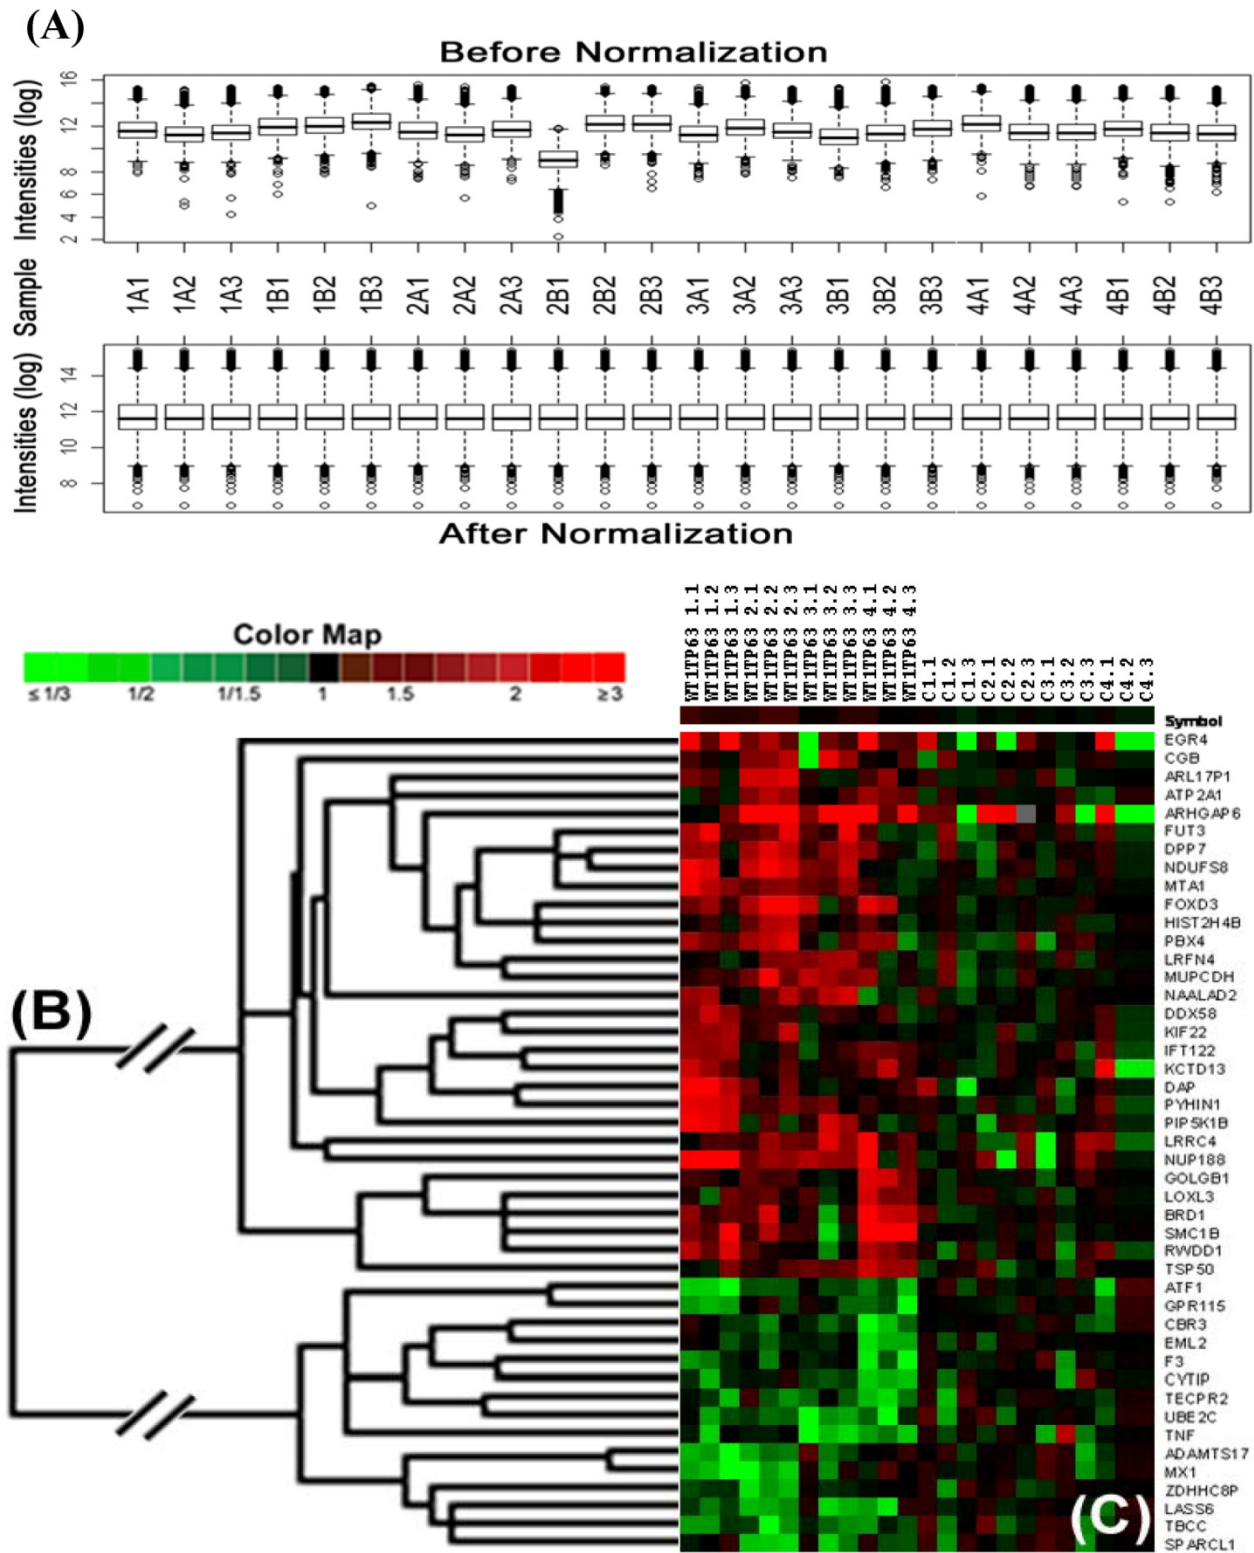 (A)
Before Normalization
Intensities (log)
16
12
8
6
4
2
Sample
1A1 1A2 1A3 1B1 1B2 1B3 2A1 2A2 2A3 2B1 2B2 2B3 3A1 3A2 3A3 3B1 3B2 3B3 4A1 4A2 4A3 4B1 4B2 4B3
Intensities (log)
14
12
10
8
After Normalization
Color Map
≤ 1/3 1/2 1/1.5 1 1.5 2 ≥3
WT1TP63 1.1
WT1TP63 1.2
WT1TP63 1.3
WT1TP63 2.1
WT1TP63 2.2
WT1TP63 2.3
WT1TP63 3.1
WT1TP63 3.2
WT1TP63 3.3
WT1TP63 4.1
WT1TP63 4.2
WT1TP63 4.3
C1.1
C1.2
C1.3
C2.1
C2.2
C2.3
C3.1
C3.2
C3.3
C4.1
C4.2
C4.3
Symbol
EGR4
CGB
ARL17P1
ATP2A1
ARHGAP6
FUT3
DPP7
NDUFS8
MTA1
FOXD3
HIST2H4B
PBX4
LRFN4
MUPCDH
NAALAD2
DDX58
KIF22
IFT122
KCTD13
DAP
PYHIN1
PIP5K1B
LRRC4
NUP188
GOLGB1
LOXL3
BRD1
SMC1B
RWDD1
TSP50
ATF1
GPR115
CBR3
EML2
F3
CYTIP
TECPR2
UBE2C
TNF
ADAMTS17
MX1
ZDHHC8P
LASS6
TBCC
SPARCL1
(B)
(C)